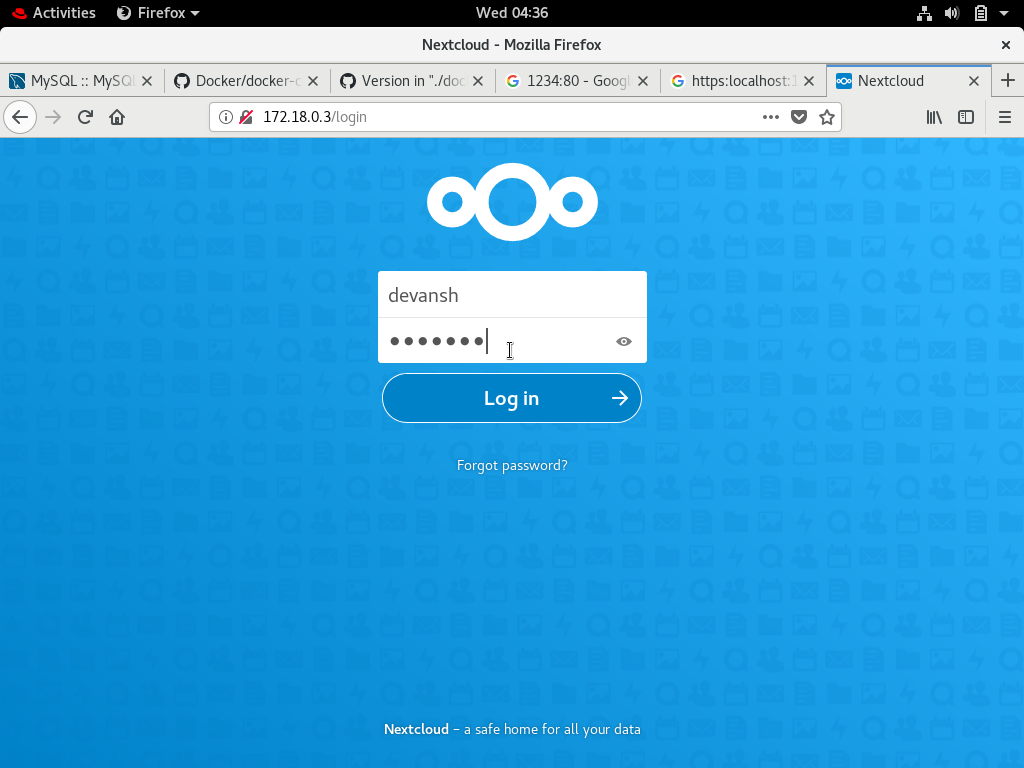 Activities Firefox Wed 04:36
Nextcloud - Mozilla Firefox
MySQL :: MySQL Docker/docker-c Version in "./doc 1234:80 - Googl https:localhost:1 Nextcloud
172.18.0.3/login
devansh
Log in
Forgot password?
Nextcloud – a safe home for all your data